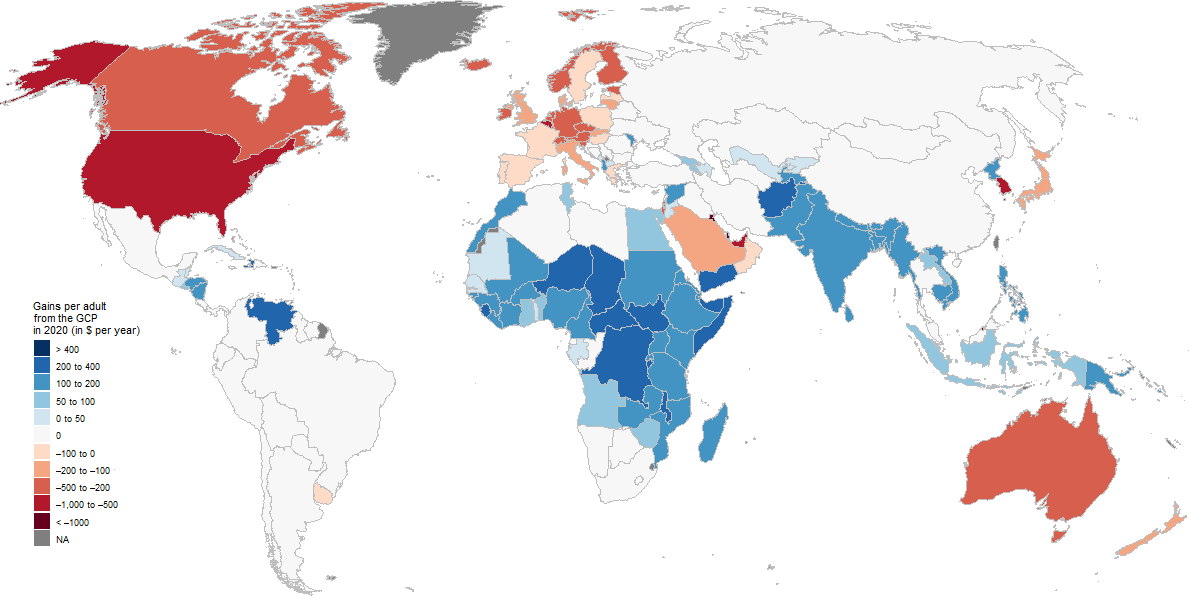 Gains per adult
from the GCP
in 2020 (in $ per year)
> 400
200 to 400
100 to 200
50 to 100
0 to 50
0
–100 to 0
–200 to –100
–500 to –200
–1,000 to –500
< –1000
NA